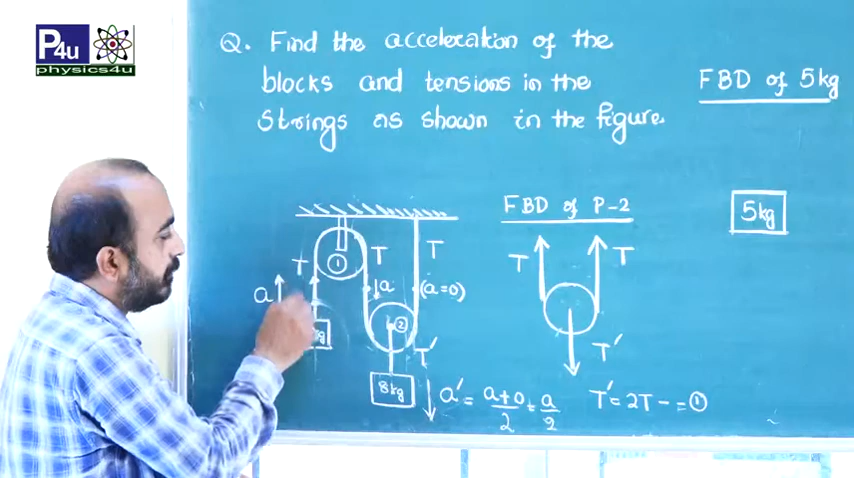 P4u
physics4u
Q. Find the acceleration of the
blocks and tensions in the
strings as shown in the figure.
FBD of 5kg
FBD of P-2
5kg
T
T
T
1
a
a
(a=0)
2
T'
8kg
a' = a+0/2 = a/2
T
T
T'
T' = 2T -- = ①